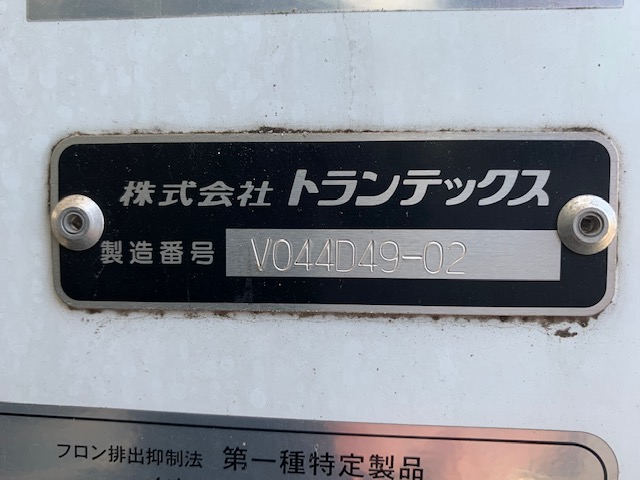 株式会社 トランテックス
製造番号 V044D49-02
フロン排出抑制法 第一種特定製品